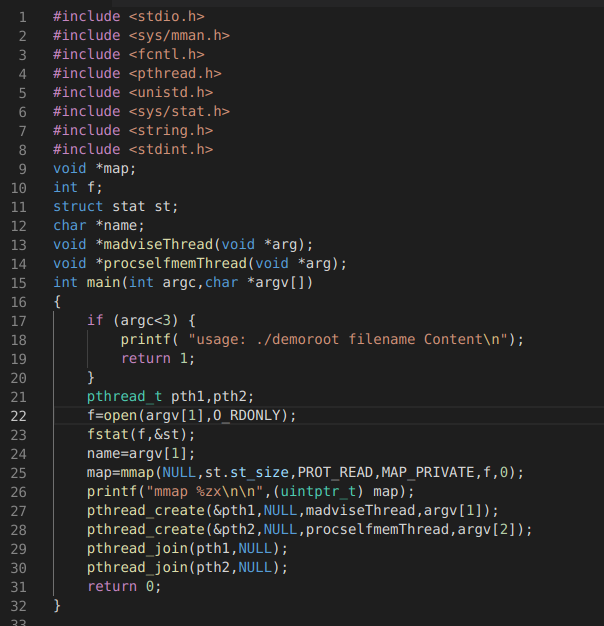 1 #include <stdio.h>
2 #include <sys/mman.h>
3 #include <fcntl.h>
4 #include <pthread.h>
5 #include <unistd.h>
6 #include <sys/stat.h>
7 #include <string.h>
8 #include <stdint.h>
9 void *map;
10 int f;
11 struct stat st;
12 char *name;
13 void *madviseThread(void *arg);
14 void *procselfmemThread(void *arg);
15 int main(int argc,char *argv[])
16 {
17     if (argc<3) {
18         printf( "usage: ./demoroot filename Content\n");
19         return 1;
20     }
21     pthread_t pth1,pth2;
22     f=open(argv[1],O_RDONLY);
23     fstat(f,&st);
24     name=argv[1];
25     map=mmap(NULL,st.st_size,PROT_READ,MAP_PRIVATE,f,0);
26     printf("mmap %zx\n\n",(uintptr_t) map);
27     pthread_create(&pth1,NULL,madviseThread,argv[1]);
28     pthread_create(&pth2,NULL,procselfmemThread,argv[2]);
29     pthread_join(pth1,NULL);
30     pthread_join(pth2,NULL);
31     return 0;
32 }
33